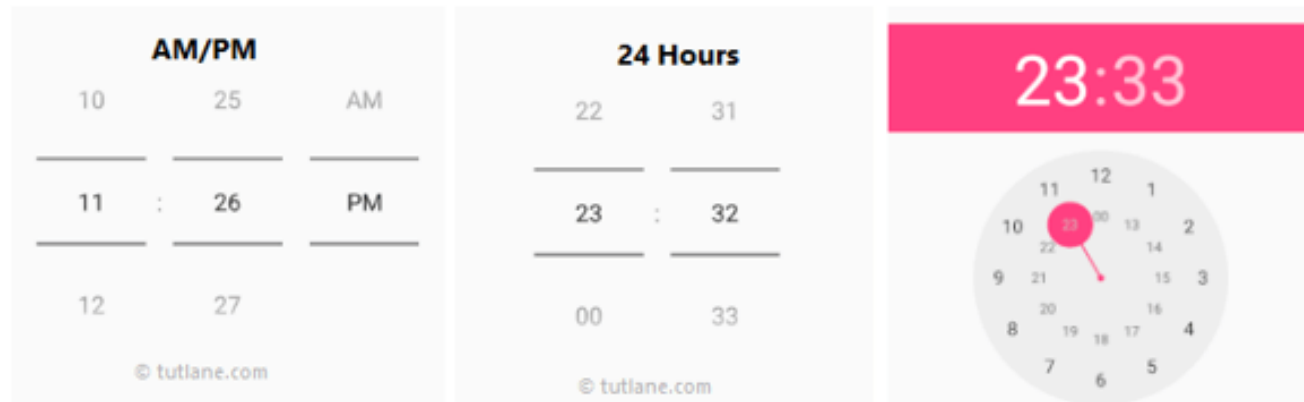 AM/PM
10 25 AM
11 : 26 PM
12 27
© tutlane.com
24 Hours
22 31
23 : 32
00 33
© tutlane.com
23:33
12
11 1
00
23 13
10 2
22 14
9 21 15 3
20 16
8 4
19 17
18
7 5
6